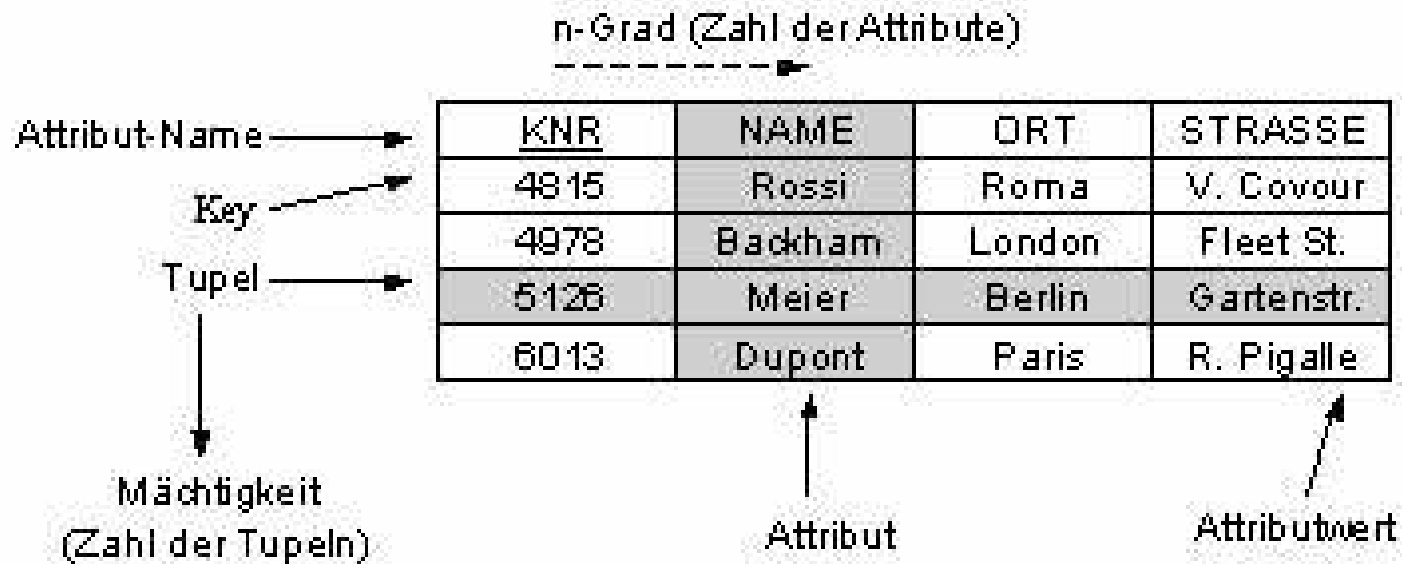 n-Grad (Zahl der Attribute)
Attribut-Name
KNR NAME ORT STRASSE
Key
4815 Rossi Roma V. Covour
4978 Backham London Fleet St.
Tupel
5126 Meier Berlin Gartenstr.
6013 Dupont Paris R. Pigalle
Mächtigkeit
(Zahl der Tupeln)
Attribut
Attributwert